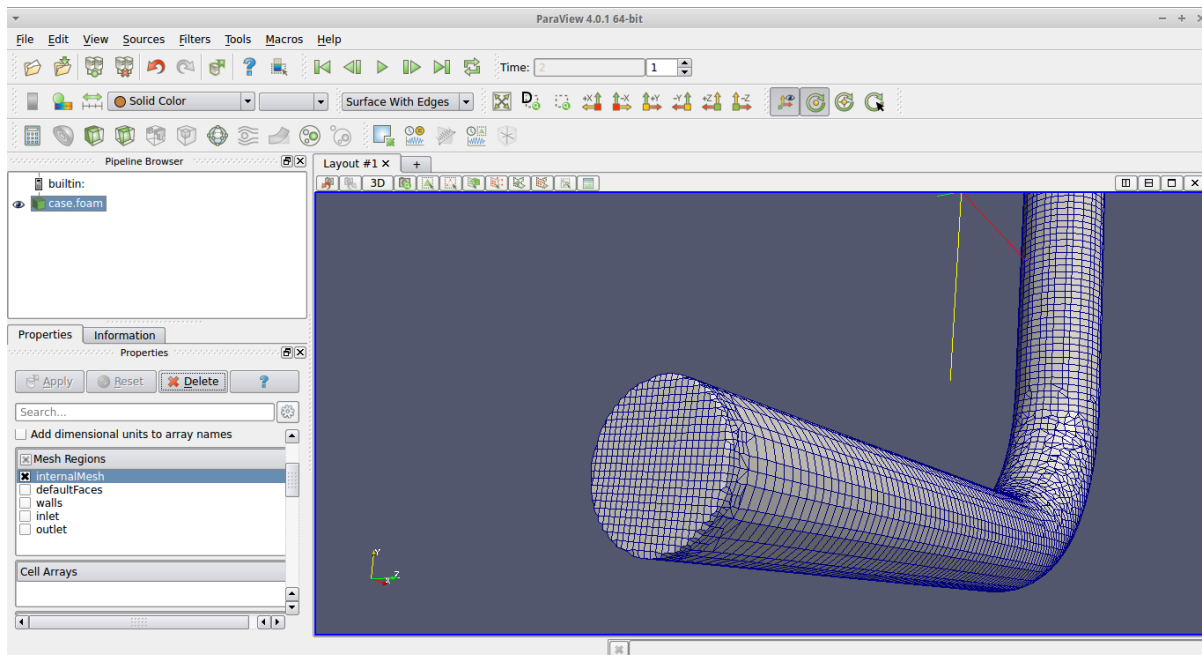 ParaView 4.0.1 64-bit
File Edit View Sources Filters Tools Macros Help
Time: 2 1
Solid Color Surface With Edges +X -X +Y -Y +Z -Z
Pipeline Browser
Layout #1 +
3D
builtin:
case.foam
Properties Information
Properties
Apply Reset Delete ?
Search...
Add dimensional units to array names
Mesh Regions
internalMesh
defaultFaces
walls
inlet
outlet
Cell Arrays
Y
Z
X